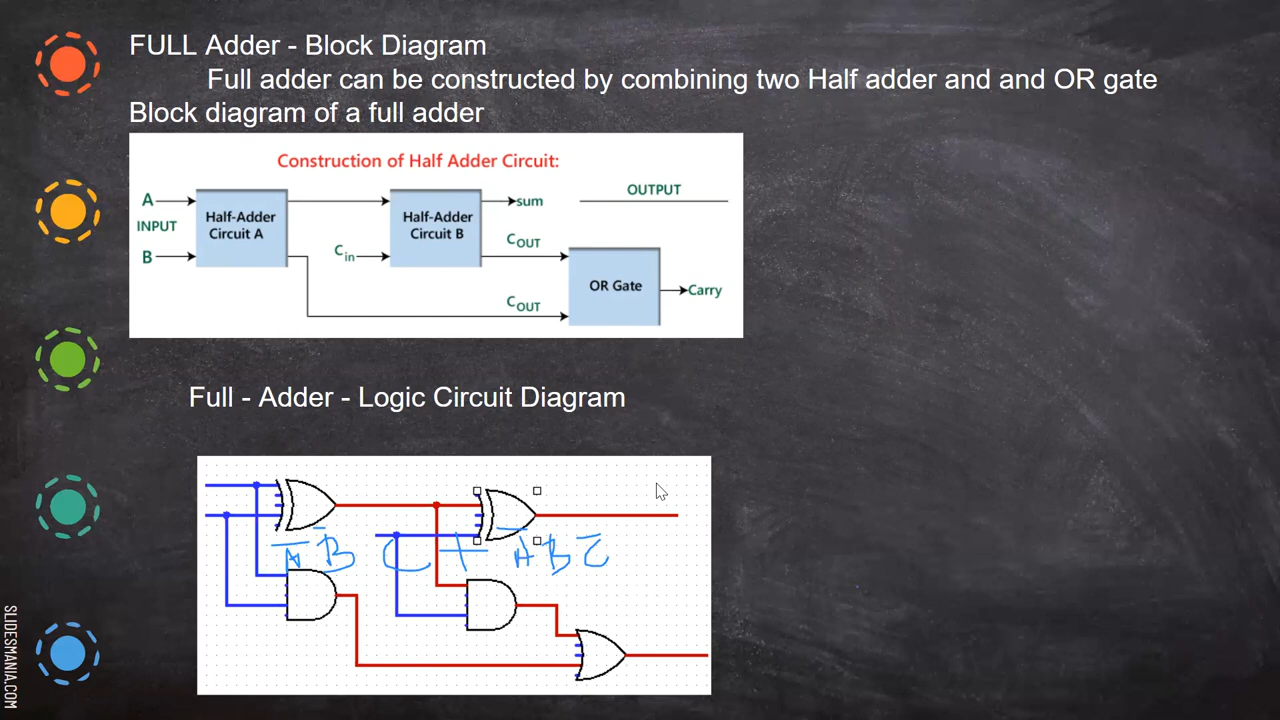 FULL Adder - Block Diagram
Full adder can be constructed by combining two Half adder and and OR gate
Block diagram of a full adder
Construction of Half Adder Circuit:
A
INPUT
B
Half-Adder
Circuit A
Cin
Half-Adder
Circuit B
sum
COUT
COUT
OUTPUT
OR Gate
Carry
Full - Adder - Logic Circuit Diagram
A̅ B̅ C + A̅ B C̅
SLIDESMANIA.COM